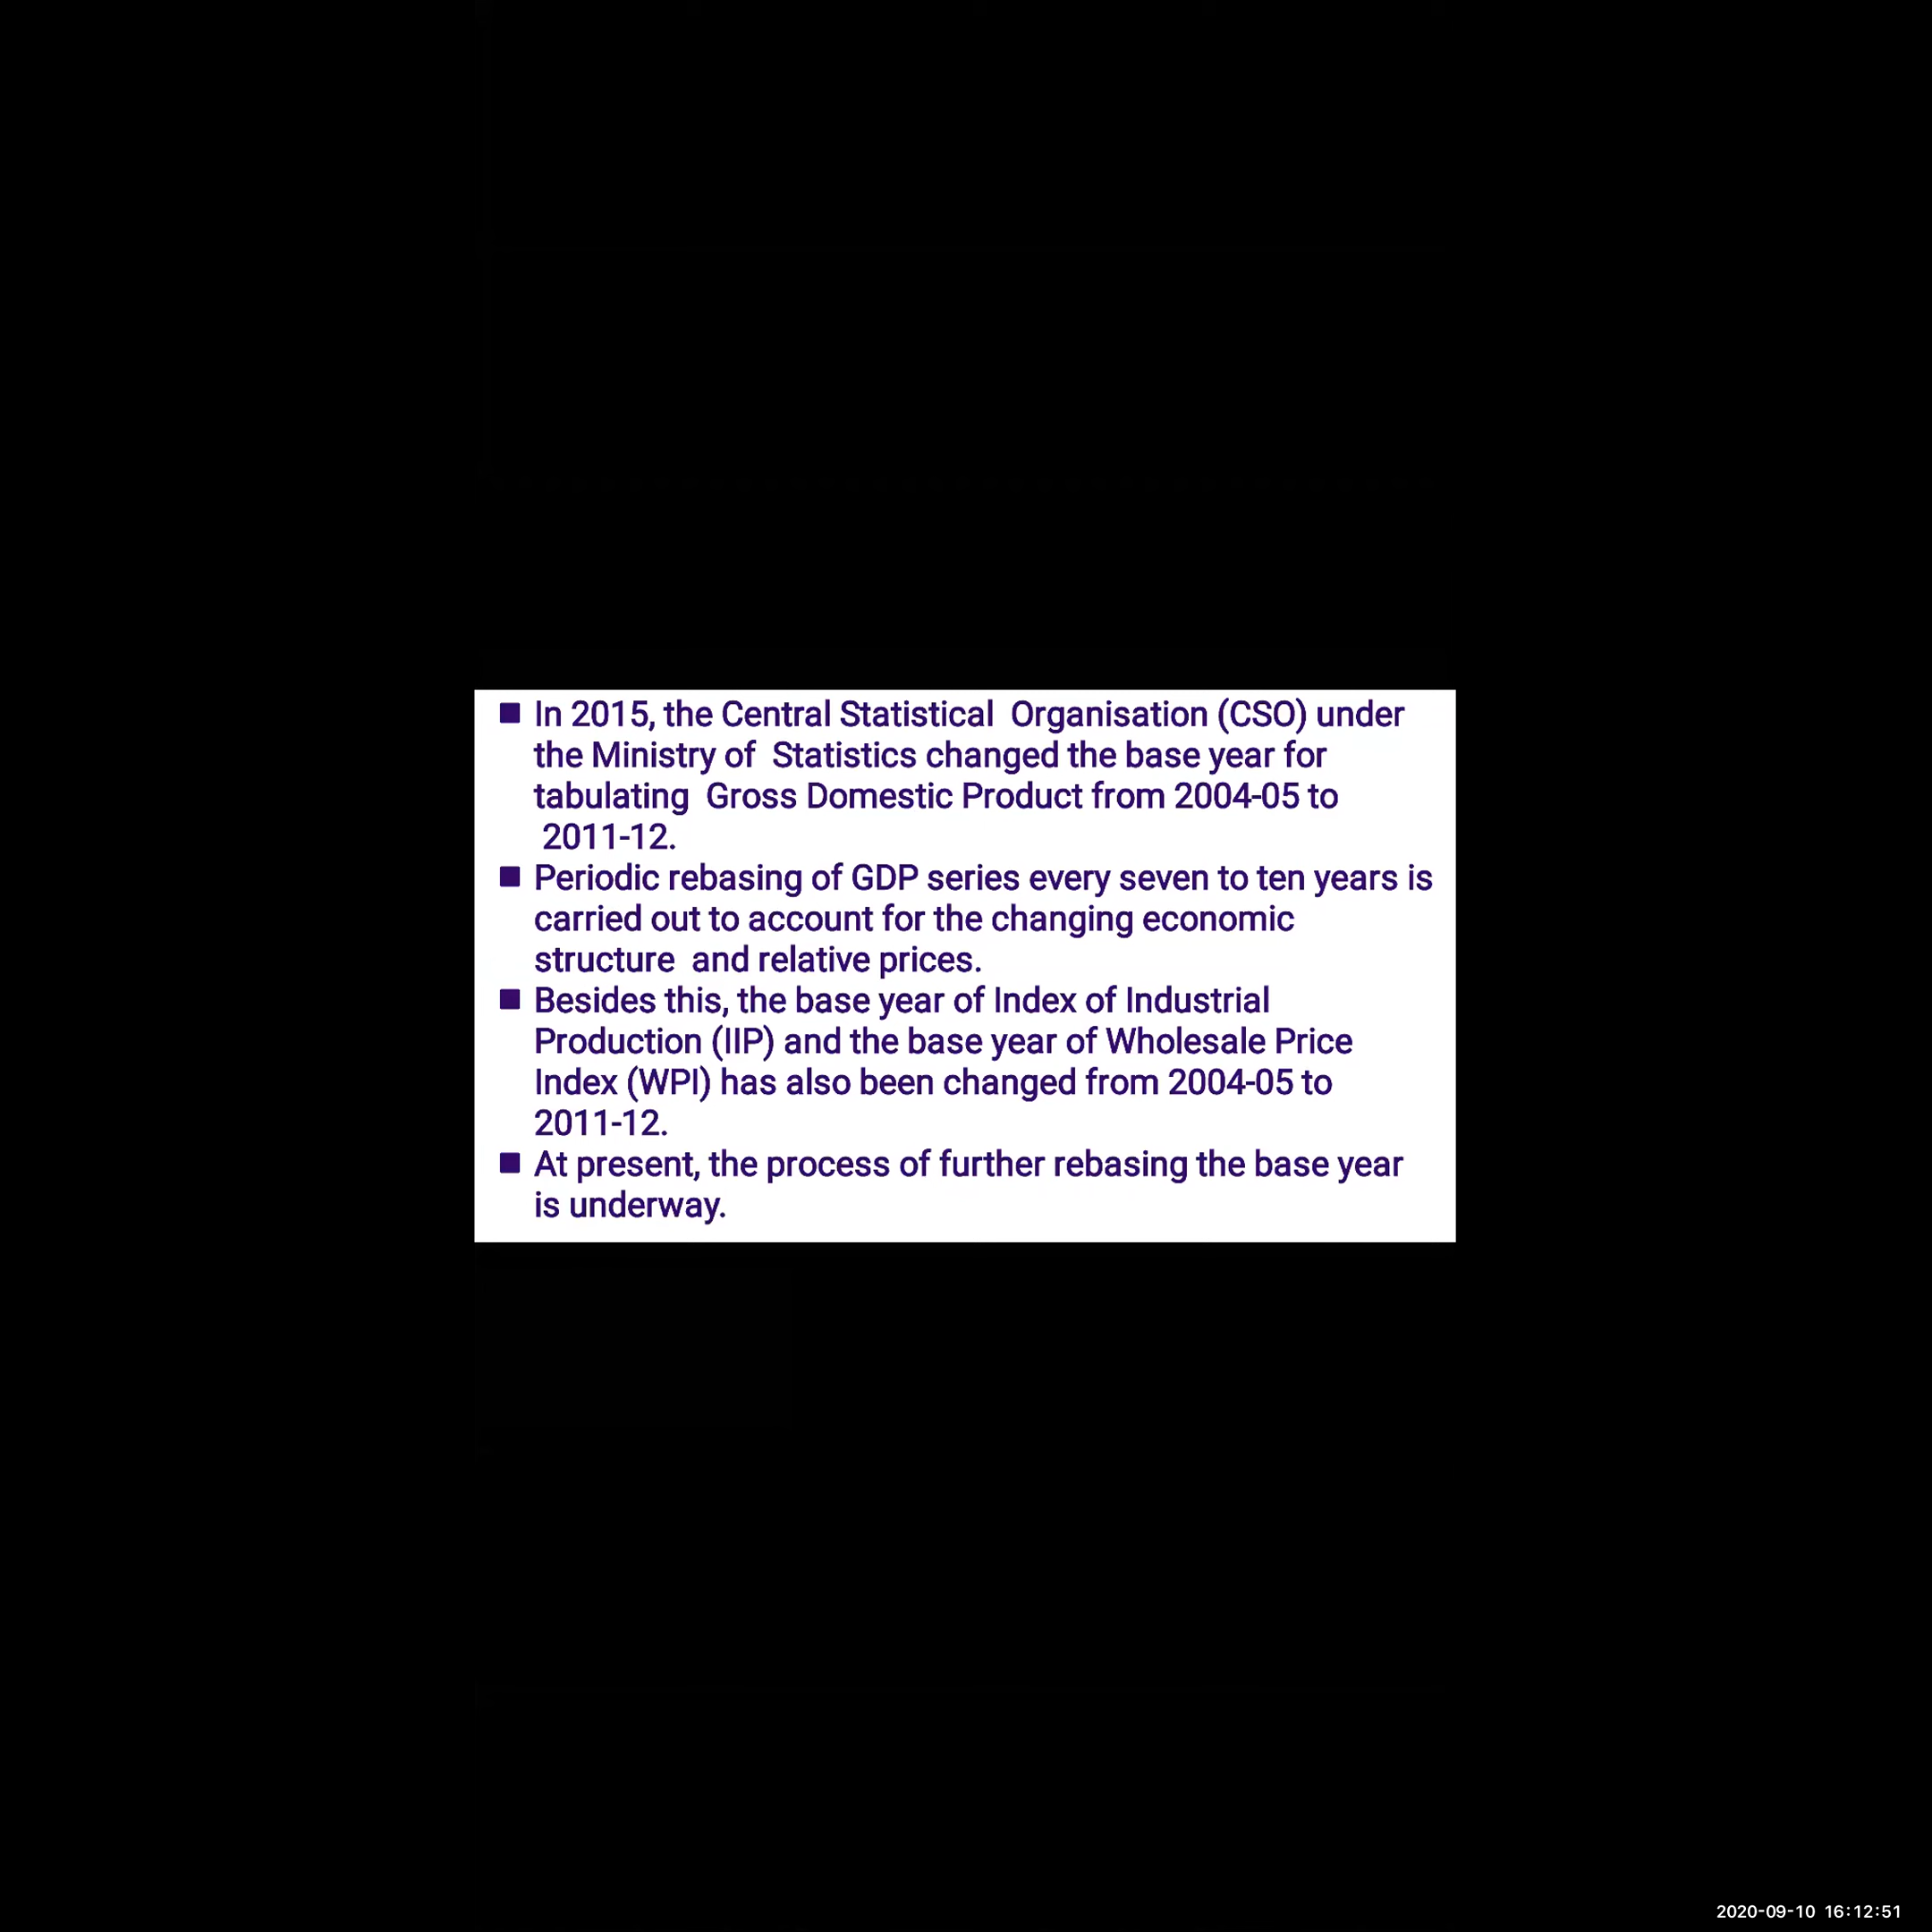 ■ In 2015, the Central Statistical  Organisation (CSO) under
the Ministry of  Statistics changed the base year for
tabulating  Gross Domestic Product from 2004-05 to
2011-12.
■ Periodic rebasing of GDP series every seven to ten years is
carried out to account for the changing economic
structure  and relative prices.
■ Besides this, the base year of Index of Industrial
Production (IIP) and the base year of Wholesale Price
Index (WPI) has also been changed from 2004-05 to
2011-12.
■ At present, the process of further rebasing the base year
is underway.
2020-09-10 16:12:51